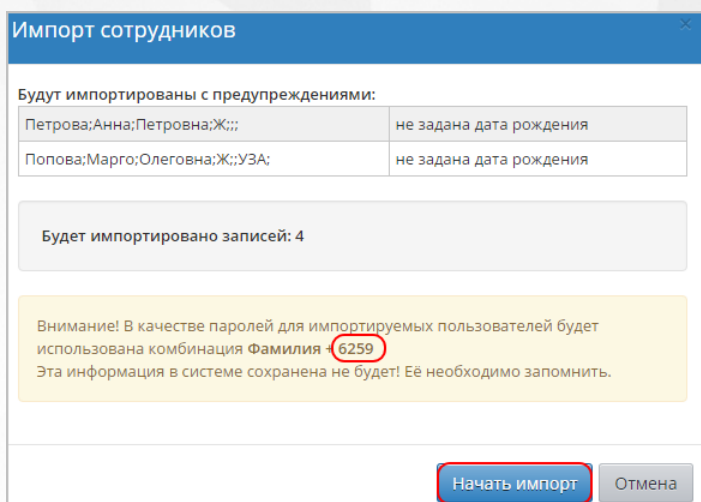 Импорт сотрудников ×
Будут импортированы с предупреждениями:
Петрова;Анна;Петровна;Ж;;; не задана дата рождения
Попова;Марго;Олеговна;Ж;;УЗА; не задана дата рождения
Будет импортировано записей: 4
Внимание! В качестве паролей для импортируемых пользователей будет
использована комбинация Фамилия + 6259
Эта информация в системе сохранена не будет! Её необходимо запомнить.
Начать импорт Отмена